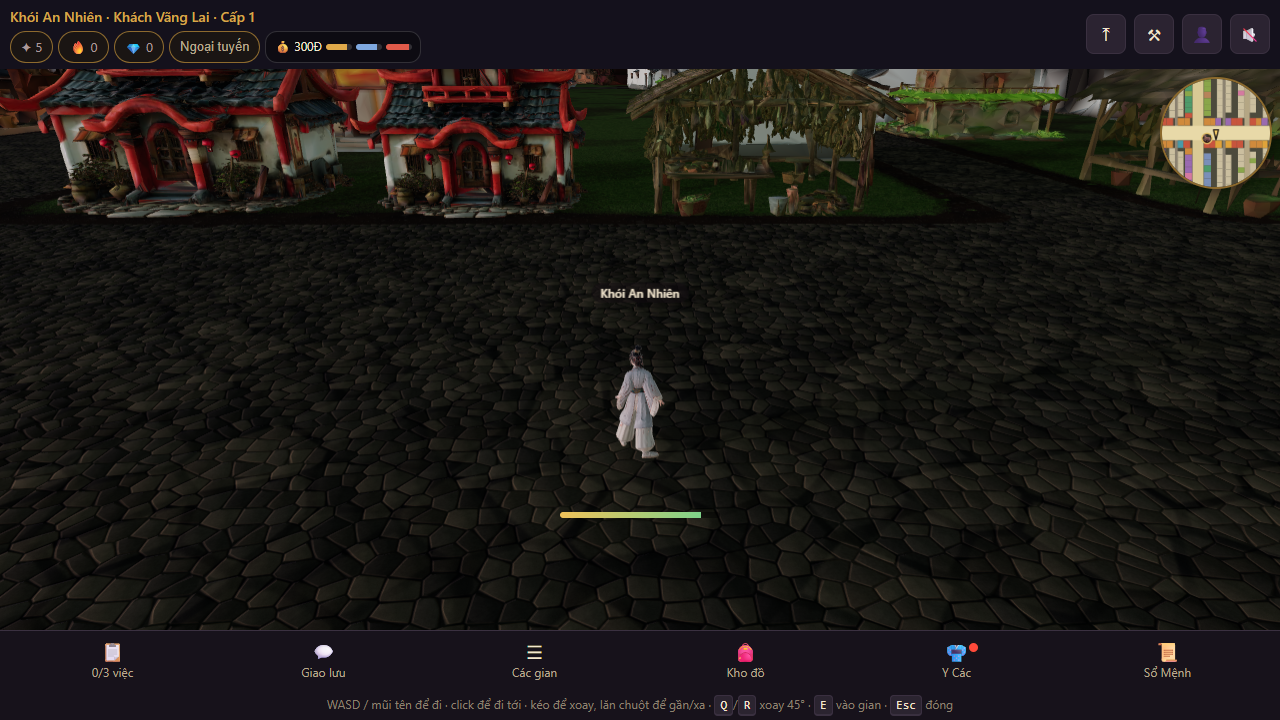 Khói An Nhiên · Khách Vãng Lai · Cấp 1
5
0
0
Ngoại tuyến
300Đ
Khói An Nhiên
0/3 việc
Giao lưu
Các gian
Kho đồ
Y Các
Sổ Mệnh
WASD / mũi tên để đi · click để đi tới · kéo để xoay, lăn chuột để gần/xa · Q / R xoay 45° · E vào gian · Esc đóng